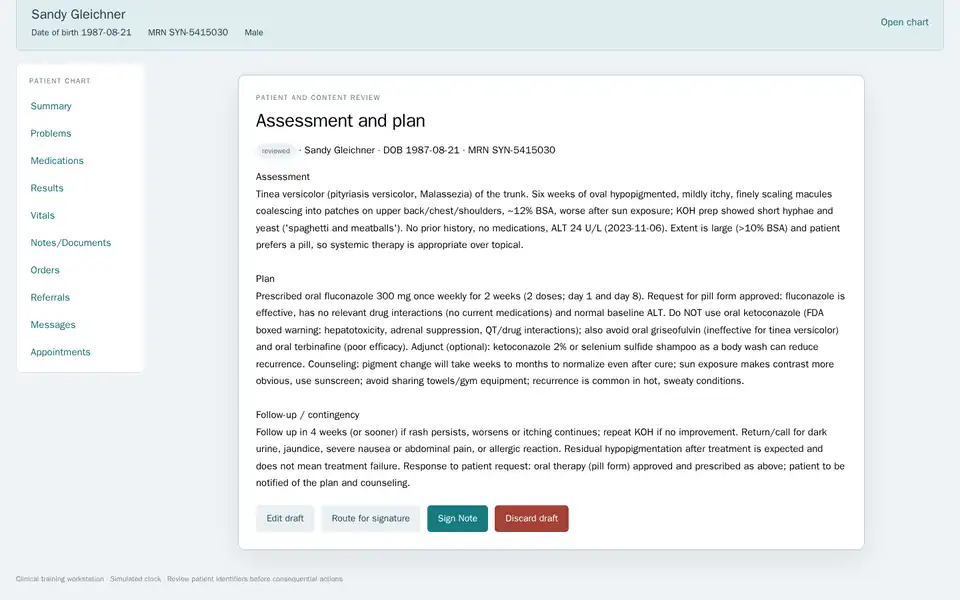 Sandy Gleichner
Date of birth 1987-08-21 MRN SYN-5415030 Male
Open chart
PATIENT CHART
Summary
Problems
Medications
Results
Vitals
Notes/Documents
Orders
Referrals
Messages
Appointments
PATIENT AND CONTENT REVIEW
Assessment and plan
reviewed · Sandy Gleichner · DOB 1987-08-21 · MRN SYN-5415030
Assessment
Tinea versicolor (pityriasis versicolor, Malassezia) of the trunk. Six weeks of oval hypopigmented, mildly itchy, finely scaling macules
coalescing into patches on upper back/chest/shoulders, ~12% BSA, worse after sun exposure; KOH prep showed short hyphae and
yeast ('spaghetti and meatballs'). No prior history, no medications, ALT 24 U/L (2023-11-06). Extent is large (>10% BSA) and patient
prefers a pill, so systemic therapy is appropriate over topical.
Plan
Prescribed oral fluconazole 300 mg once weekly for 2 weeks (2 doses; day 1 and day 8). Request for pill form approved: fluconazole is
effective, has no relevant drug interactions (no current medications) and normal baseline ALT. Do NOT use oral ketoconazole (FDA
boxed warning: hepatotoxicity, adrenal suppression, QT/drug interactions); also avoid oral griseofulvin (ineffective for tinea versicolor)
and oral terbinafine (poor efficacy). Adjunct (optional): ketoconazole 2% or selenium sulfide shampoo as a body wash can reduce
recurrence. Counseling: pigment change will take weeks to months to normalize even after cure; sun exposure makes contrast more
obvious, use sunscreen; avoid sharing towels/gym equipment; recurrence is common in hot, sweaty conditions.
Follow-up / contingency
Follow up in 4 weeks (or sooner) if rash persists, worsens or itching continues; repeat KOH if no improvement. Return/call for dark
urine, jaundice, severe nausea or abdominal pain, or allergic reaction. Residual hypopigmentation after treatment is expected and
does not mean treatment failure. Response to patient request: oral therapy (pill form) approved and prescribed as above; patient to be
notified of the plan and counseling.
Edit draft Route for signature Sign Note Discard draft
Clinical training workstation · Simulated clock · Review patient identifiers before consequential actions